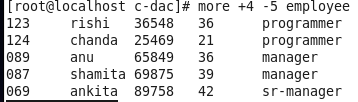 [root@localhost c-dac]# more +4 -5 employee
123 rishi 36548 36 programmer
124 chanda 25469 21 programmer
089 anu 65849 36 manager
087 shamita 69875 39 manager
069 ankita 89758 42 sr-manager